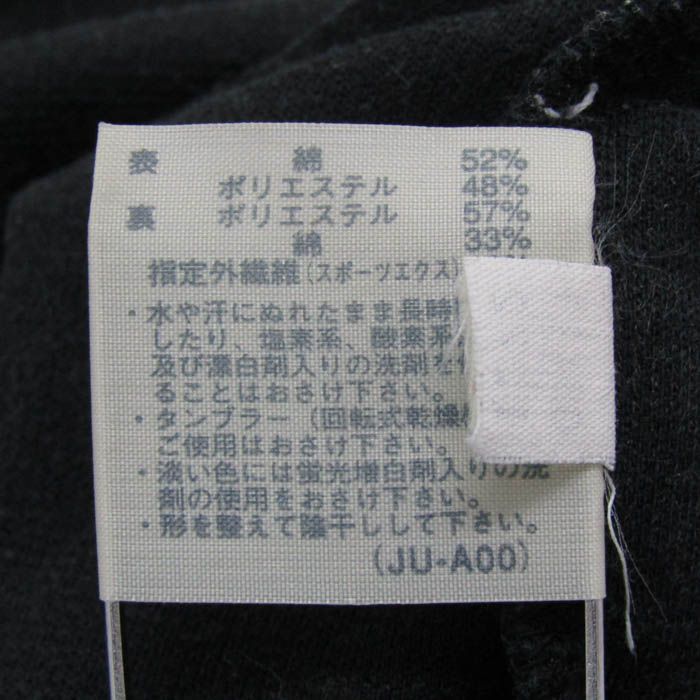 表 綿 52%
ポリエステル 48%
裏 ポリエステル 57%
綿 33%
指定外繊維(スポーツエクス)
・水や汗にぬれたまま長時
したり、塩素系、酸素系
及び漂白剤入りの洗剤を使
ることはおさけ下さい。
・タンブラー(回転式乾燥
ご使用はおさけ下さい。
・淡い色には蛍光増白剤入りの洗
剤の使用をおさけ下さい。
・形を整えて陰干しして下さい。
(JU-A00)